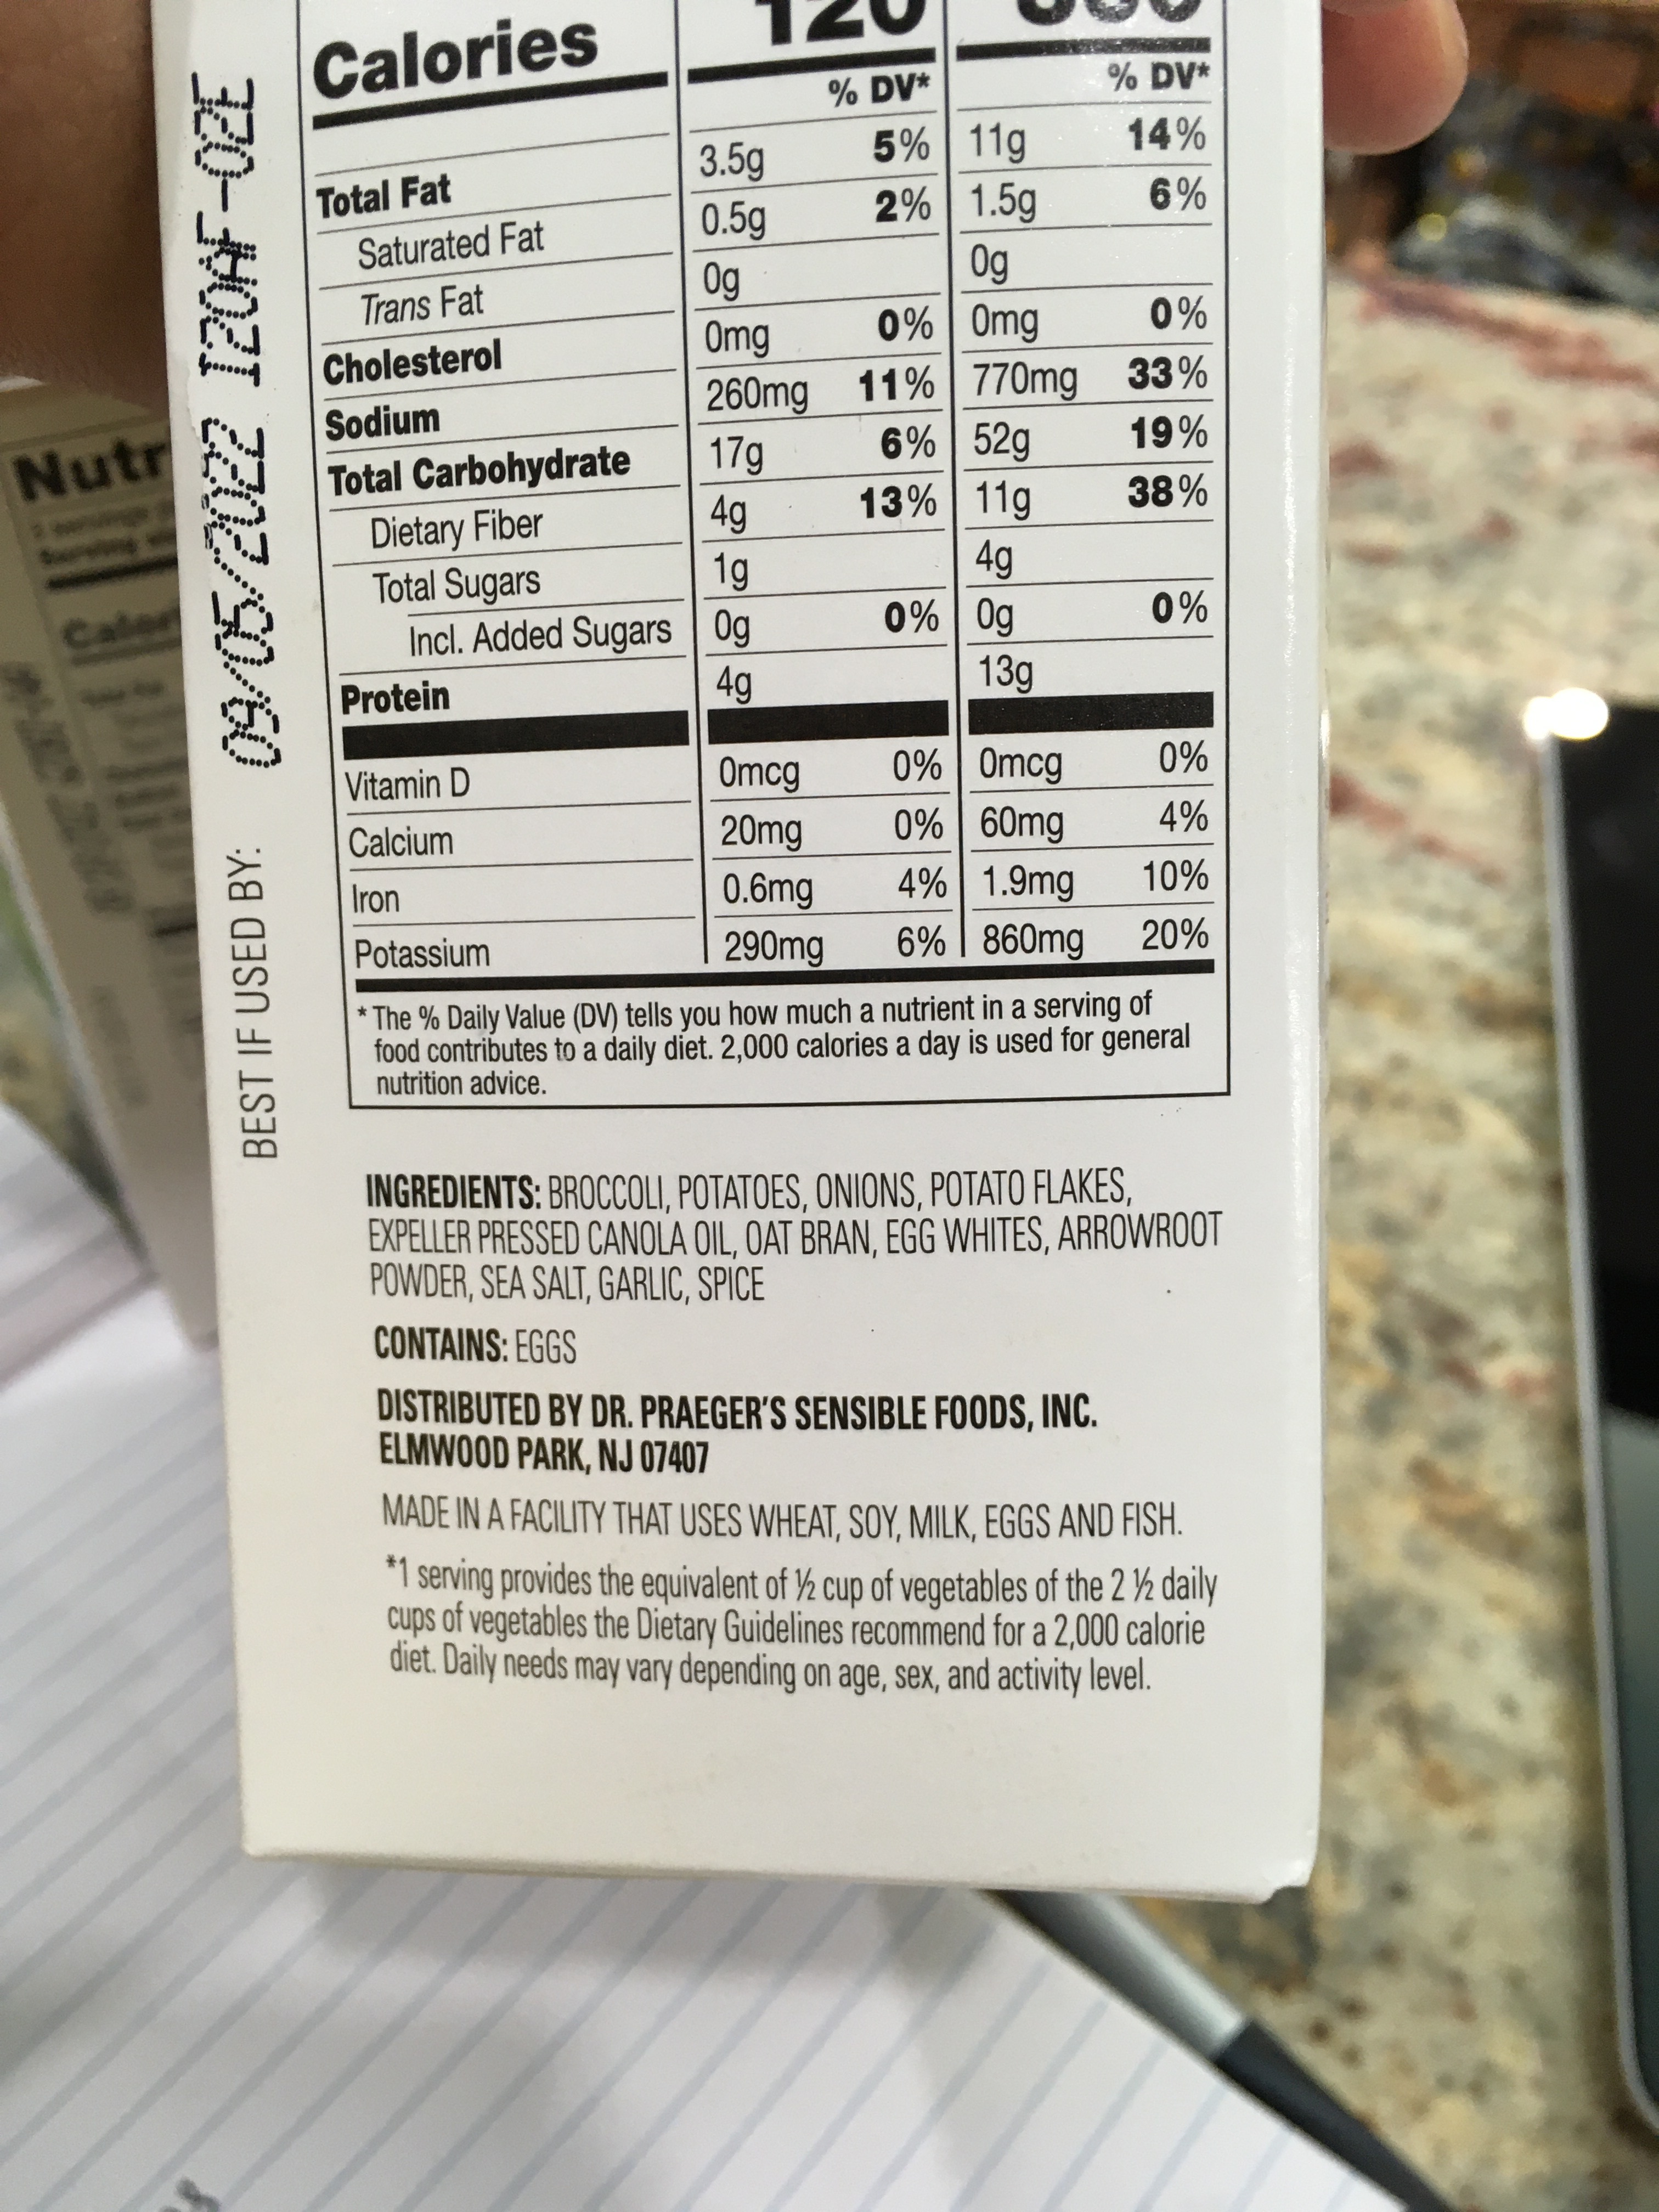 Calories 120
% DV* % DV*
Total Fat 3.5g 5% 11g 14%
Saturated Fat 0.5g 2% 1.5g 6%
Trans Fat 0g 0g
Cholesterol 0mg 0% 0mg 0%
Sodium 260mg 11% 770mg 33%
Total Carbohydrate 17g 6% 52g 19%
Dietary Fiber 4g 13% 11g 38%
Total Sugars 1g 4g
Incl. Added Sugars 0g 0% 0g 0%
Protein 4g 13g
Vitamin D 0mcg 0% 0mcg 0%
Calcium 20mg 0% 60mg 4%
Iron 0.6mg 4% 1.9mg 10%
Potassium 290mg 6% 860mg 20%
* The % Daily Value (DV) tells you how much a nutrient in a serving of
food contributes to a daily diet. 2,000 calories a day is used for general
nutrition advice.
BEST IF USED BY: 09/05/2022 120AF-02E
INGREDIENTS: BROCCOLI, POTATOES, ONIONS, POTATO FLAKES,
EXPELLER PRESSED CANOLA OIL, OAT BRAN, EGG WHITES, ARROWROOT
POWDER, SEA SALT, GARLIC, SPICE
CONTAINS: EGGS
DISTRIBUTED BY DR. PRAEGER'S SENSIBLE FOODS, INC.
ELMWOOD PARK, NJ 07407
MADE IN A FACILITY THAT USES WHEAT, SOY, MILK, EGGS AND FISH.
*1 serving provides the equivalent of ½ cup of vegetables of the 2 ½ daily
cups of vegetables the Dietary Guidelines recommend for a 2,000 calorie
diet. Daily needs may vary depending on age, sex, and activity level.
Nutr